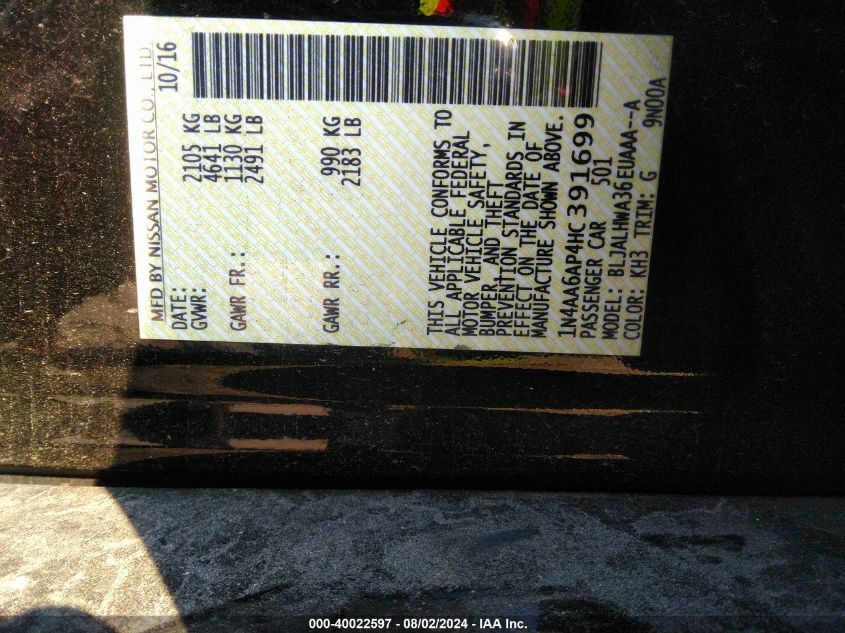 MFD BY NISSAN MOTOR CO., LTD.
DATE: 10/16
GVWR: 2105 KG
4641 LB
GAWR FR.: 1130 KG
2491 LB
GAWR RR.: 990 KG
2183 LB
THIS VEHICLE CONFORMS TO
ALL APPLICABLE FEDERAL
MOTOR VEHICLE SAFETY,
BUMPER, AND THEFT
PREVENTION STANDARDS IN
EFFECT ON THE DATE OF
MANUFACTURE SHOWN ABOVE.
1N4AA6AP4HC391699
PASSENGER CAR 501
MODEL: BLJALHWA36EUAAA--A
COLOR: KH3 TRIM: G 9N00A
000-40022597 - 08/02/2024 - IAA Inc.